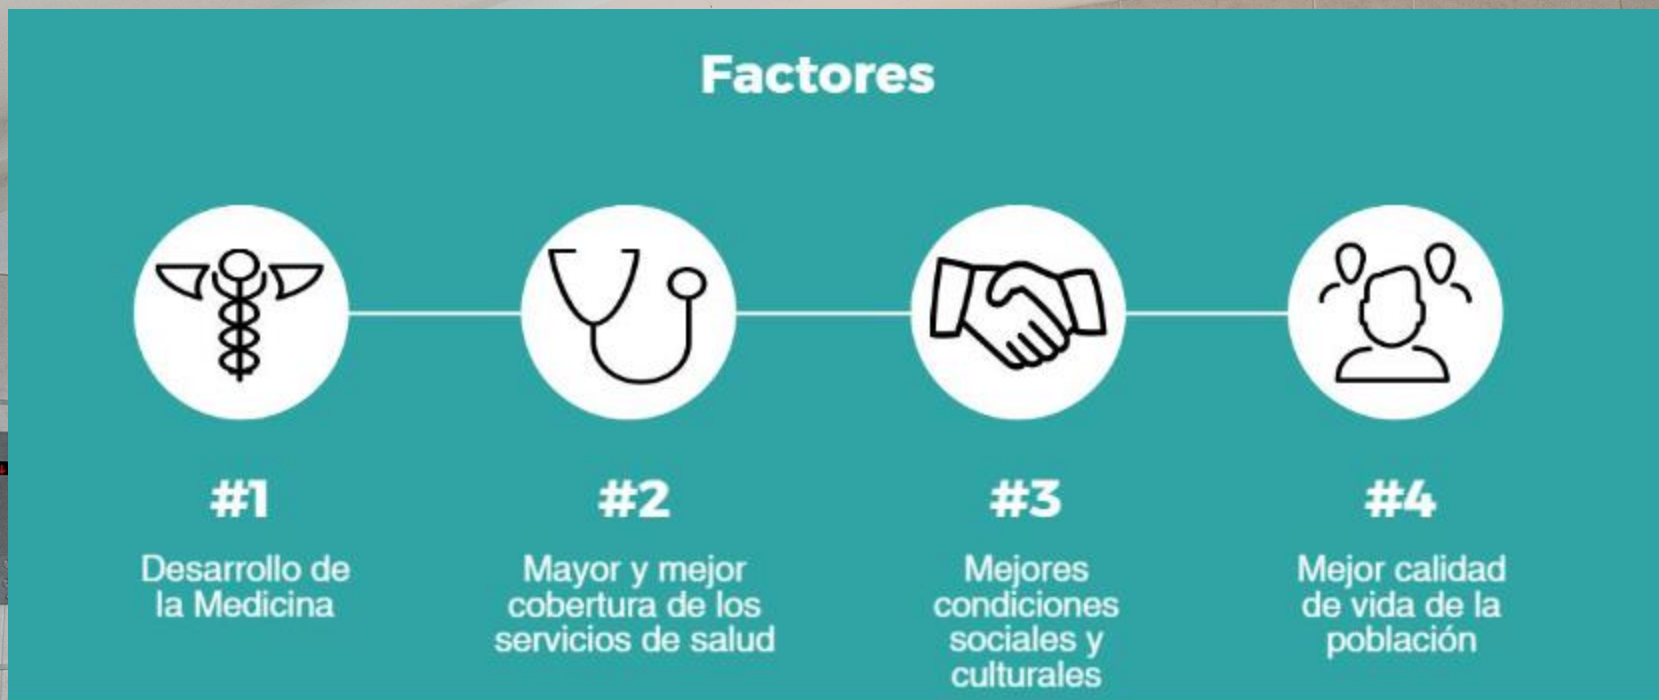 Factores
#1
Desarrollo de
la Medicina
#2
Mayor y mejor
cobertura de los
servicios de salud
#3
Mejores
condiciones
sociales y
culturales
#4
Mejor calidad
de vida de la
población